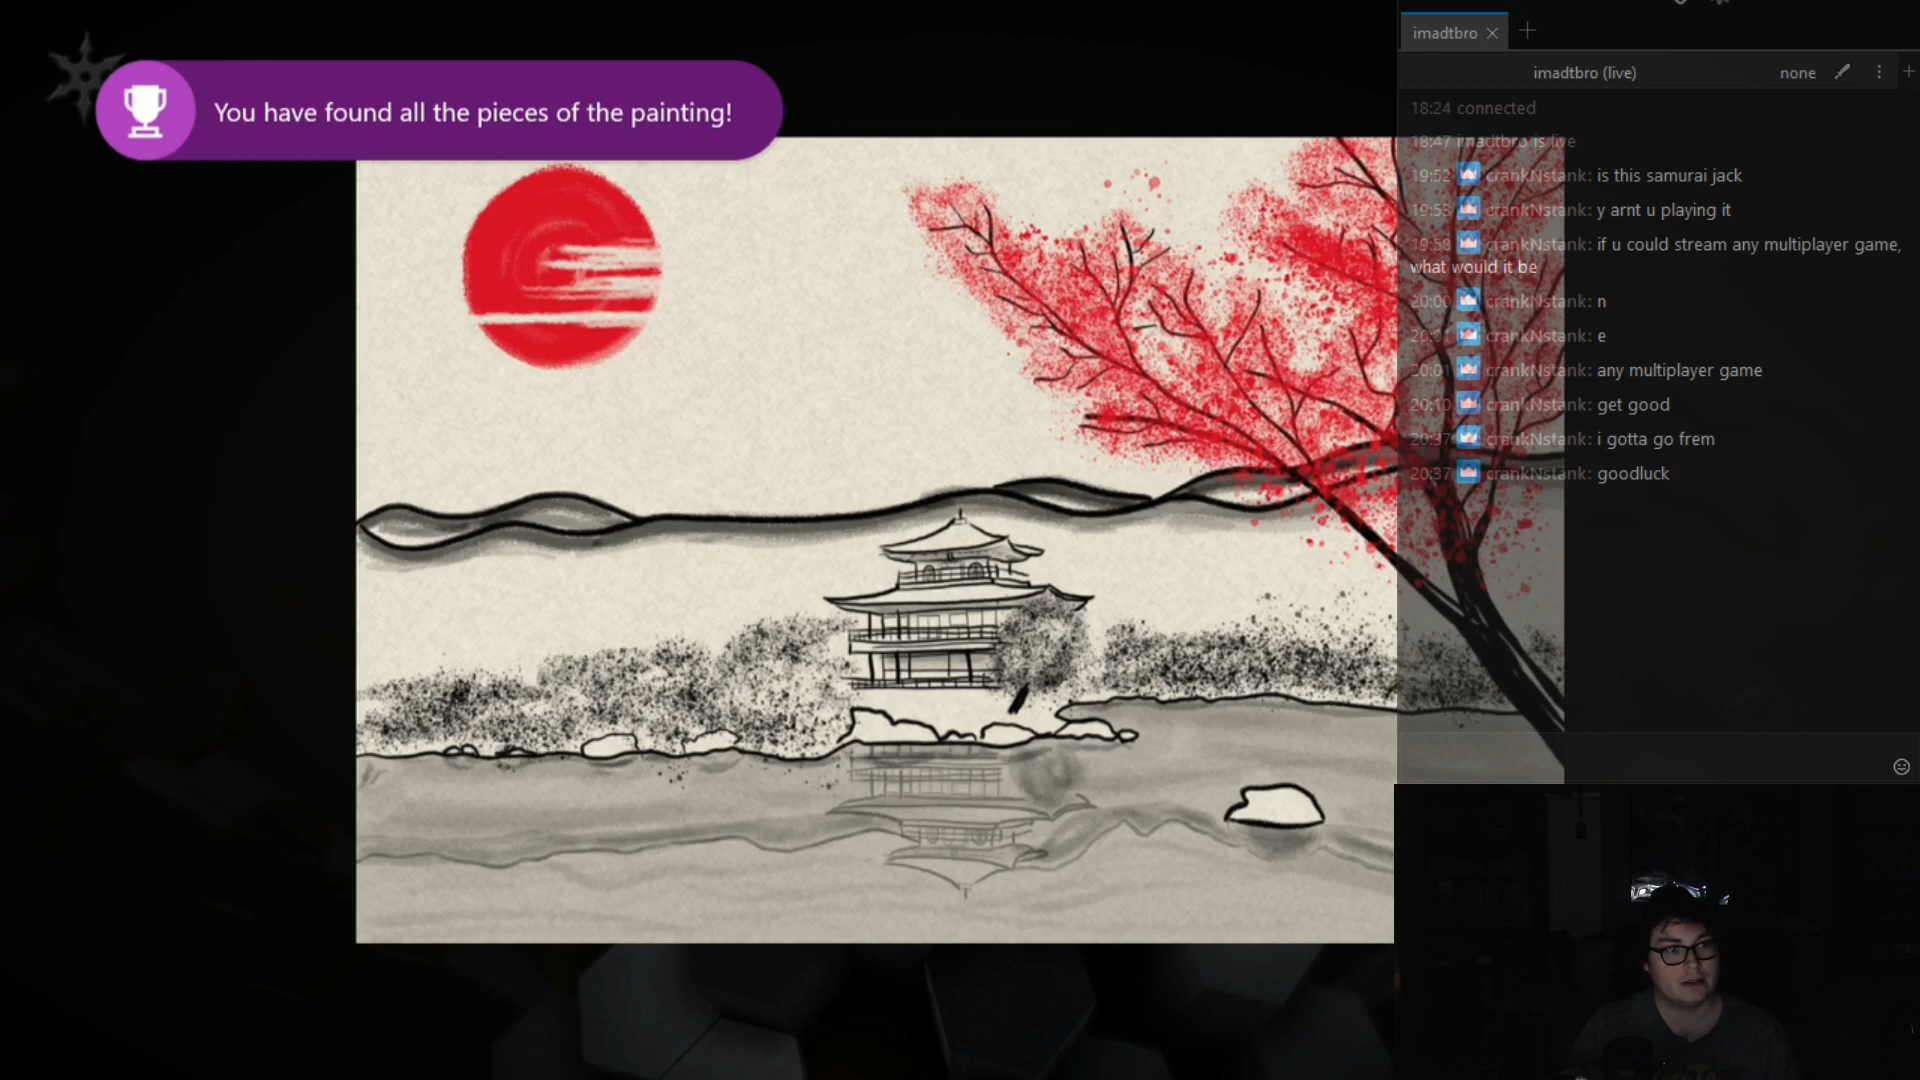 You have found all the pieces of the painting!
imadtbro
imadtbro (live) none
18:24 connected
18:47 imadtbro is live
19:52 crankNstank: is this samurai jack
19:53 crankNstank: y arnt u playing it
19:58 crankNstank: if u could stream any multiplayer game,
what would it be
20:00 crankNstank: n
20:01 crankNstank: e
20:01 crankNstank: any multiplayer game
20:10 crankNstank: get good
20:37 crankNstank: i gotta go frem
20:37 crankNstank: goodluck